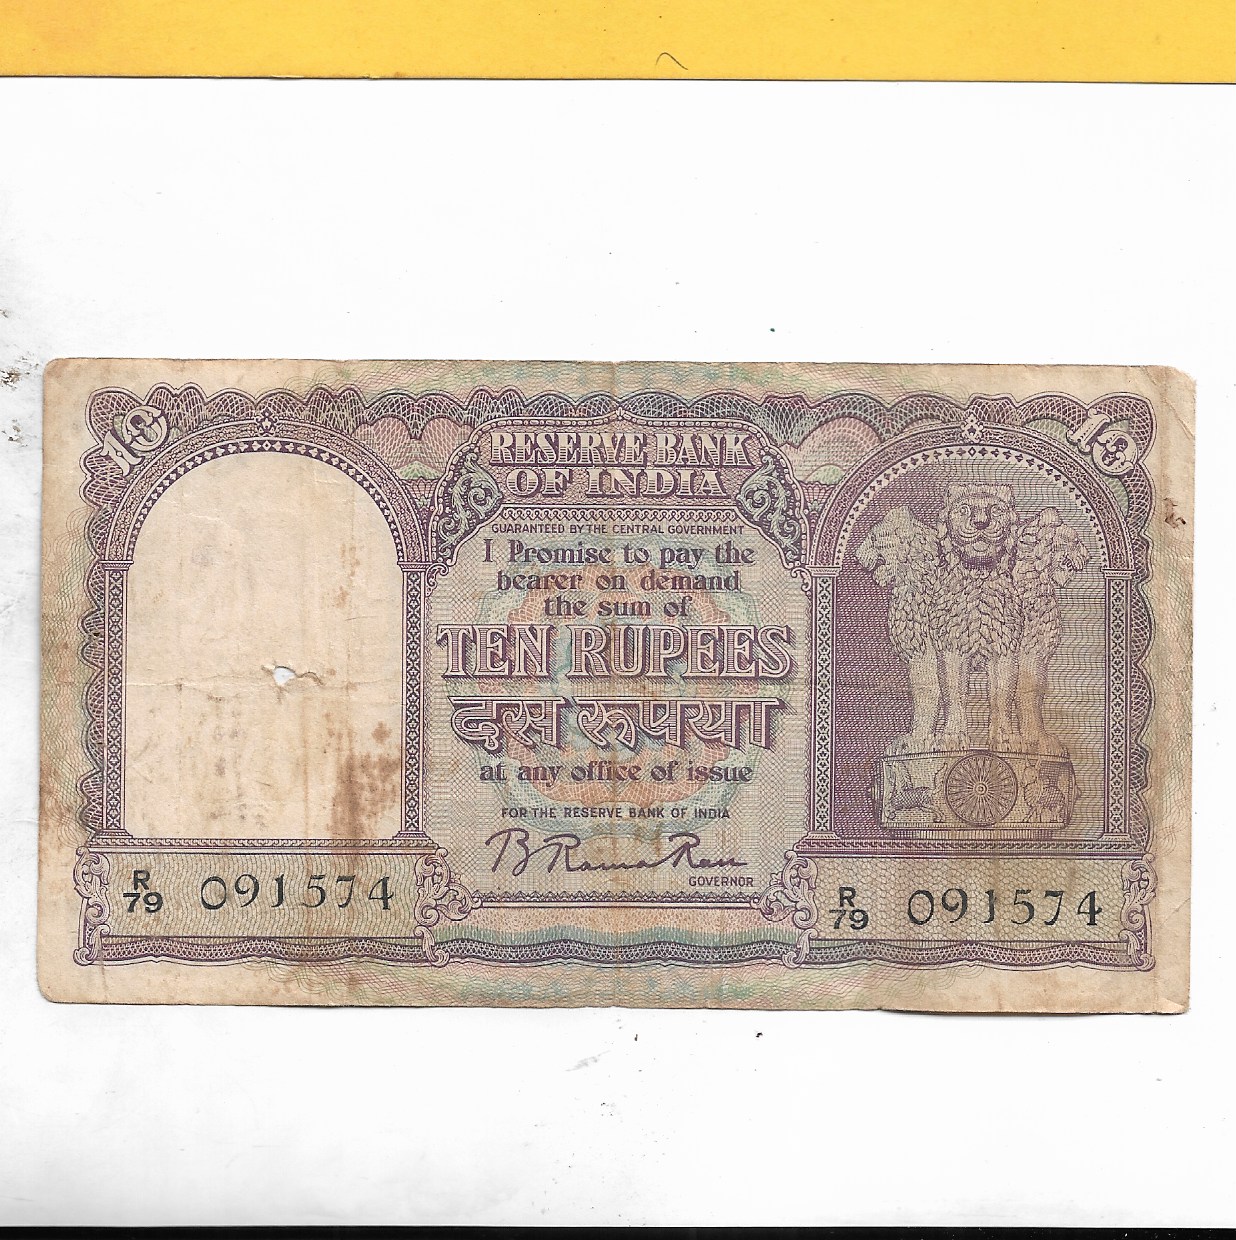 10
10
RESERVE BANK
OF INDIA
GUARANTEED BY THE CENTRAL GOVERNMENT
I Promise to pay the
bearer on demand
the sum of
TEN RUPEES
दस रूपया
at any office of issue
FOR THE RESERVE BANK OF INDIA
B Rama Rau
GOVERNOR
R/79 091574
R/79 091574